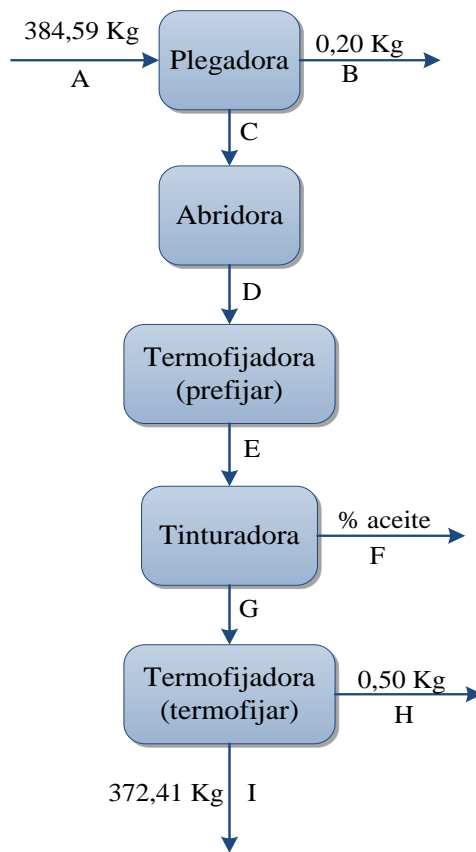 384,59 Kg
A
Plegadora
0,20 Kg
B
C
Abridora
D
Termofijadora
(prefijar)
E
Tinturadora
% aceite
F
G
Termofijadora
(termofijar)
0,50 Kg
H
372,41 Kg
I